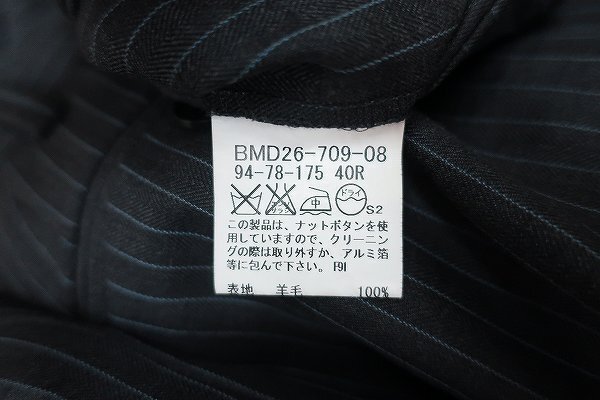 BMD26-709-08
94-78-175 40R
中 ドライ S2
この製品は、ナットボタンを使
用していますので、クリーニン
グの際は取り外すか、アルミ箔
等に包んで下さい。F91
表地 羊毛 100%